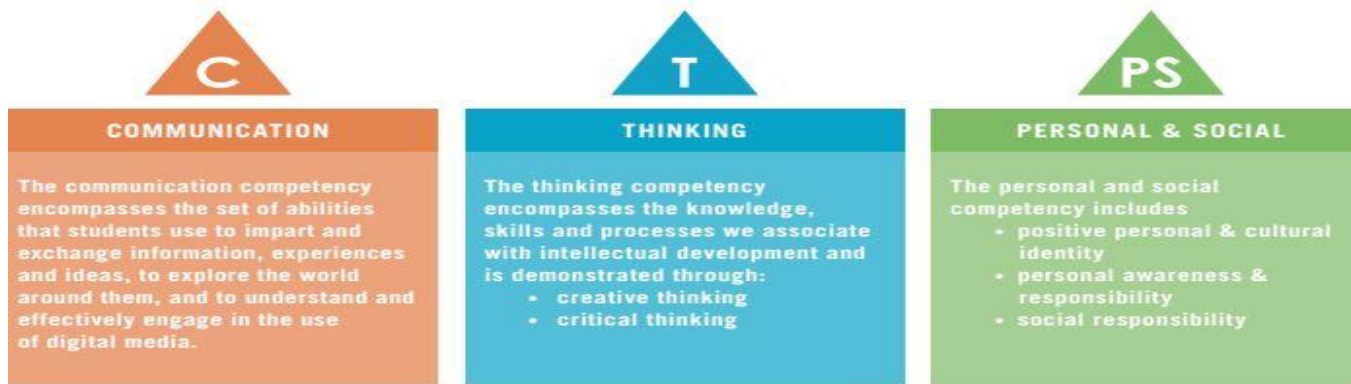 C
COMMUNICATION
The communication competency
encompasses the set of abilities
that students use to impart and
exchange information, experiences
and ideas, to explore the world
around them, and to understand and
effectively engage in the use
of digital media.
T
THINKING
The thinking competency
encompasses the knowledge,
skills and processes we associate
with intellectual development and
is demonstrated through:
• creative thinking
• critical thinking
PS
PERSONAL & SOCIAL
The personal and social
competency includes
• positive personal & cultural
identity
• personal awareness &
responsibility
• social responsibility